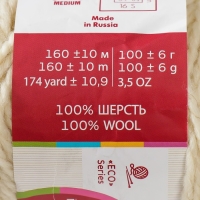 MEDIUM
Made
in Russia
160 ±10 м 100 ± 6 г
160 ± 10 m 100 ± 6 g
174 yard ± 10,9 3,5 OZ
100% ШЕРСТЬ
100% WOOL
"ECO"
Series